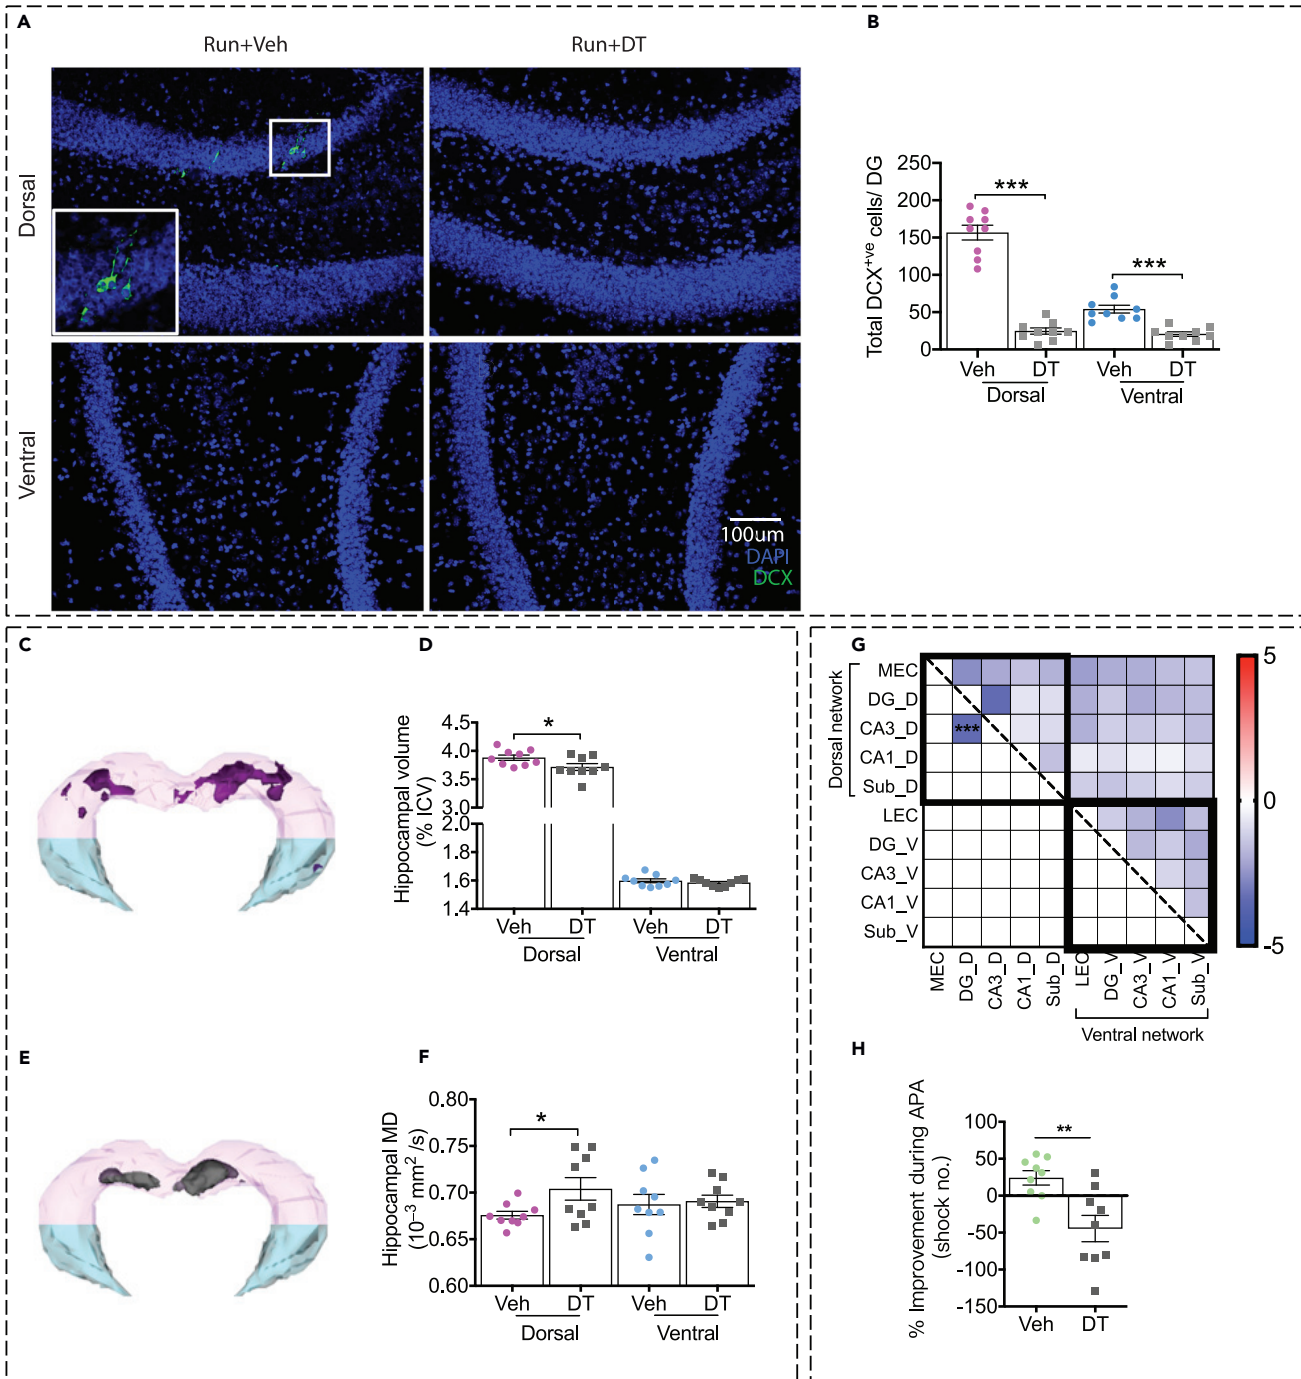 A
Run+Veh
Run+DT
Dorsal
Ventral
100um
DAPI
DCX
B
Total DCX+ve cells/ DG
250
200
150
100
50
0
***
***
Veh
DT
Veh
DT
Dorsal
Ventral
C
D
Hippocampal volume
(% ICV)
4.5
4.0
3.5
3.0
2.0
1.8
1.6
1.4
*
Veh
DT
Dorsal
Ventral
E
F
Hippocampal MD
(10⁻³ mm² /s)
0.80
0.75
0.70
0.65
0.60
*
Veh
DT
Veh
DT
Dorsal
Ventral
G
Dorsal network
MEC
DG_D
CA3_D
CA1_D
Sub_D
LEC
DG_V
CA3_V
CA1_V
Sub_V
***
MEC
DG_D
CA3_D
CA1_D
Sub_D
LEC
DG_V
CA3_V
CA1_V
Sub_V
Ventral network
5
0
-5
H
% Improvement during APA
(shock no.)
100
50
0
-50
-100
-150
**
Veh
DT